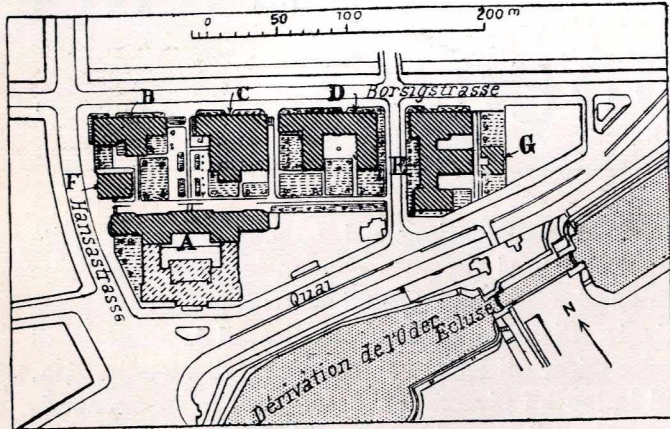 0 50 100 200 m
Borsigstrasse
B
C
D
E
G
F
A
Hansastrasse
Quai
Dérivation de l'Oder
Ecluse
N